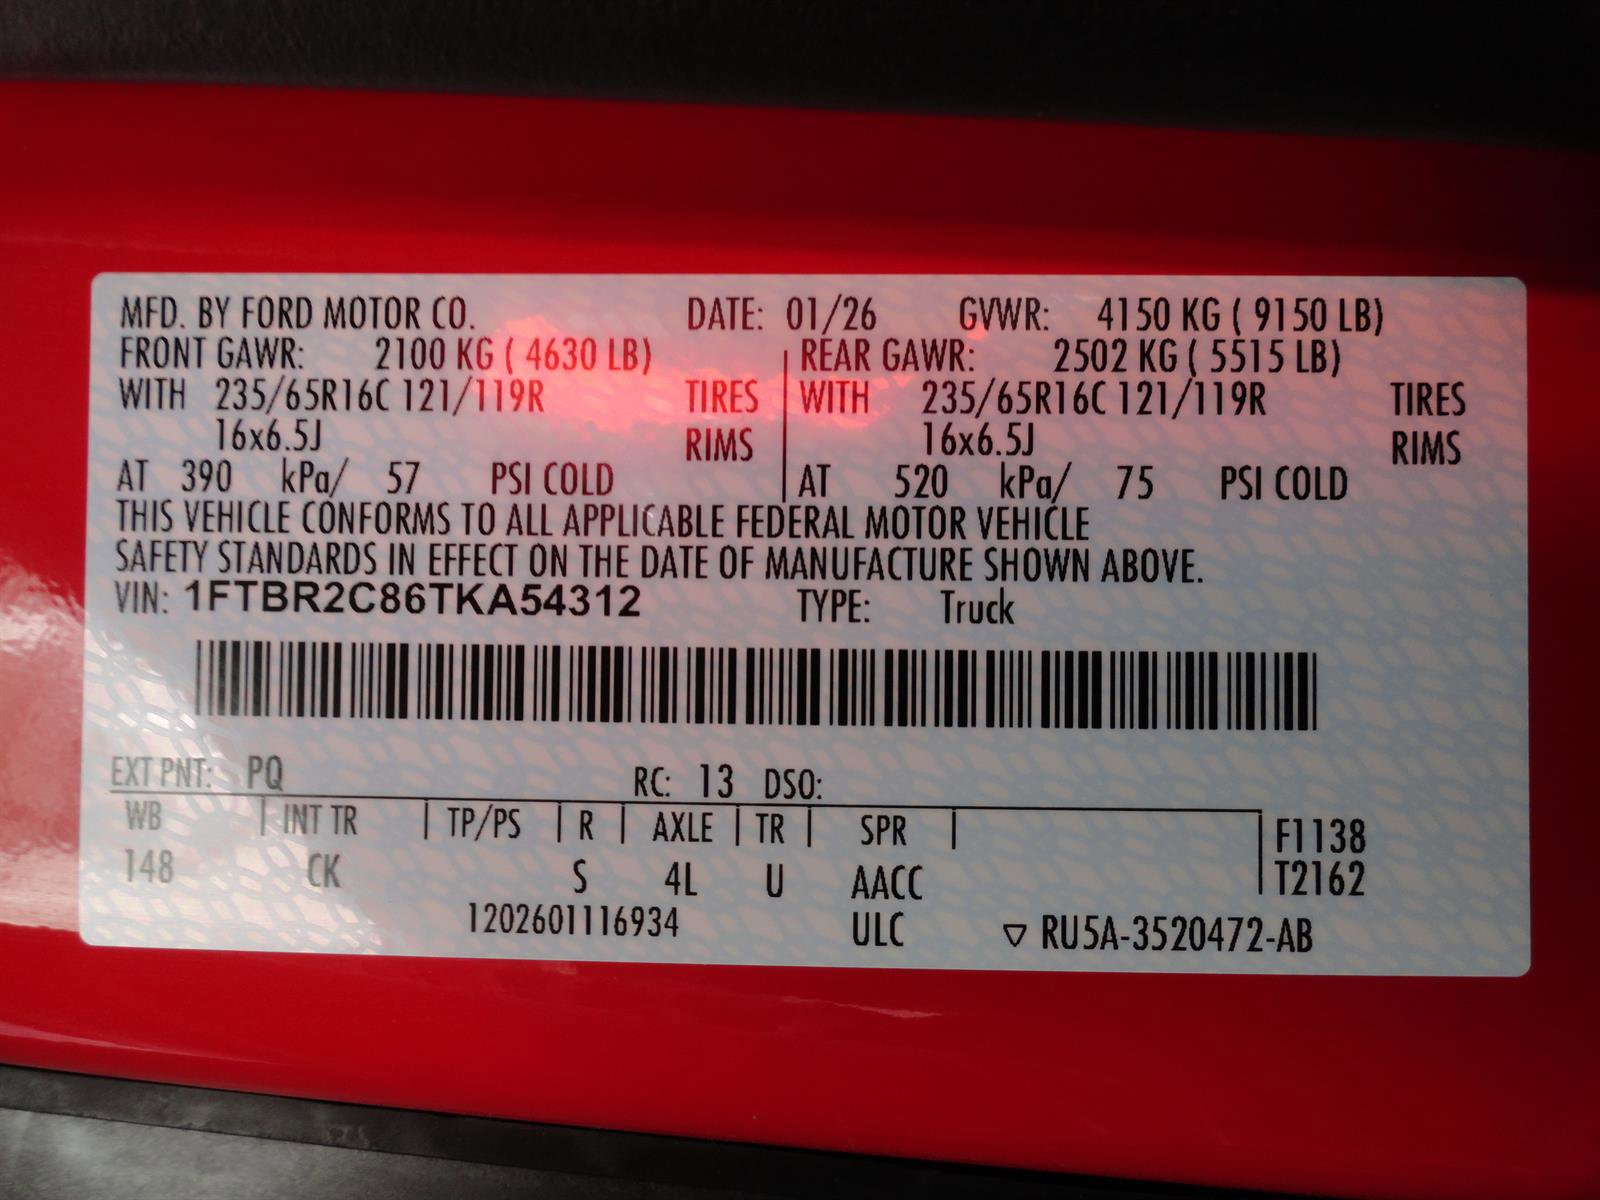 MFD. BY FORD MOTOR CO. DATE: 01/26 GVWR: 4150 KG ( 9150 LB)
FRONT GAWR: 2100 KG ( 4630 LB) REAR GAWR: 2502 KG ( 5515 LB)
WITH 235/65R16C 121/119R TIRES WITH 235/65R16C 121/119R TIRES
16x6.5J RIMS 16x6.5J RIMS
AT 390 kPa/ 57 PSI COLD AT 520 kPa/ 75 PSI COLD
THIS VEHICLE CONFORMS TO ALL APPLICABLE FEDERAL MOTOR VEHICLE
SAFETY STANDARDS IN EFFECT ON THE DATE OF MANUFACTURE SHOWN ABOVE.
VIN: 1FTBR2C86TKA54312 TYPE: Truck
EXT PNT: PQ RC: 13 DSO:
WB | INT TR | TP/PS | R | AXLE | TR | SPR | F1138
148 CK S 4L U AACC T2162
1202601116934 ULC ▽ RU5A-3520472-AB